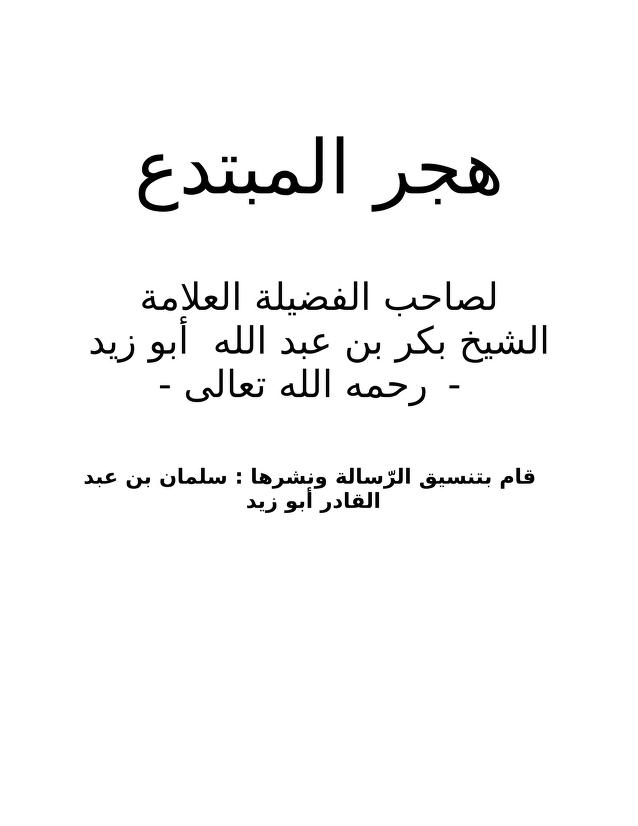 هجر المبتدع
لصاحب الفضيلة العلامة
الشيخ بكر بن عبد الله أبو زيد
- رحمه الله تعالى -
قام بتنسيق الرّسالة ونشرها : سلمان بن عبد
القادر أبو زيد